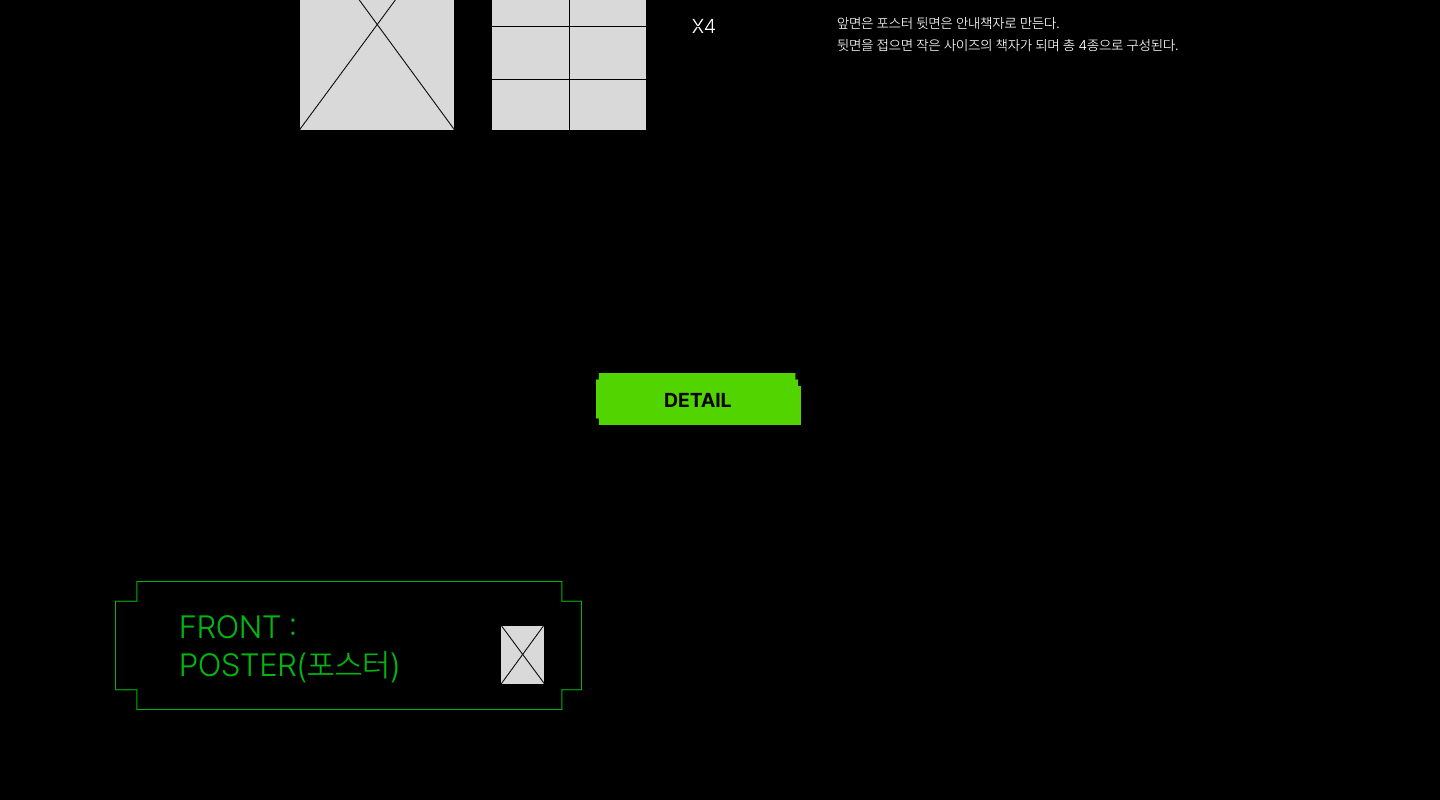 X4
앞면은 포스터 뒷면은 안내책자로 만든다.
뒷면을 접으면 작은 사이즈의 책자가 되며 총 4종으로 구성된다.
DETAIL
FRONT :
POSTER(포스터)